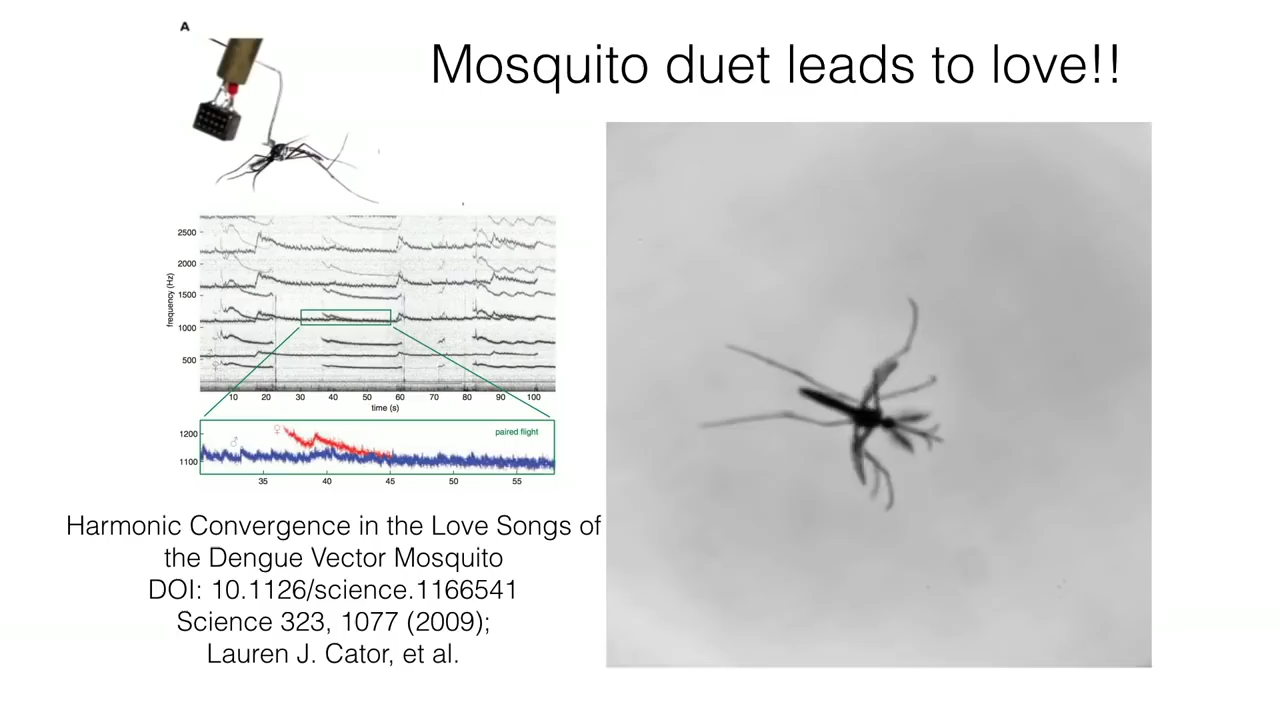 A
Mosquito duet leads to love!!
frequency (Hz)
2500
2000
1500
1000
500
10 20 30 40 50 60 70 80 90 100
time (s)
♂ ♀ paired flight
1200
1100
35 40 45 50 55
Harmonic Convergence in the Love Songs of
the Dengue Vector Mosquito
DOI: 10.1126/science.1166541
Science 323, 1077 (2009);
Lauren J. Cator, et al.